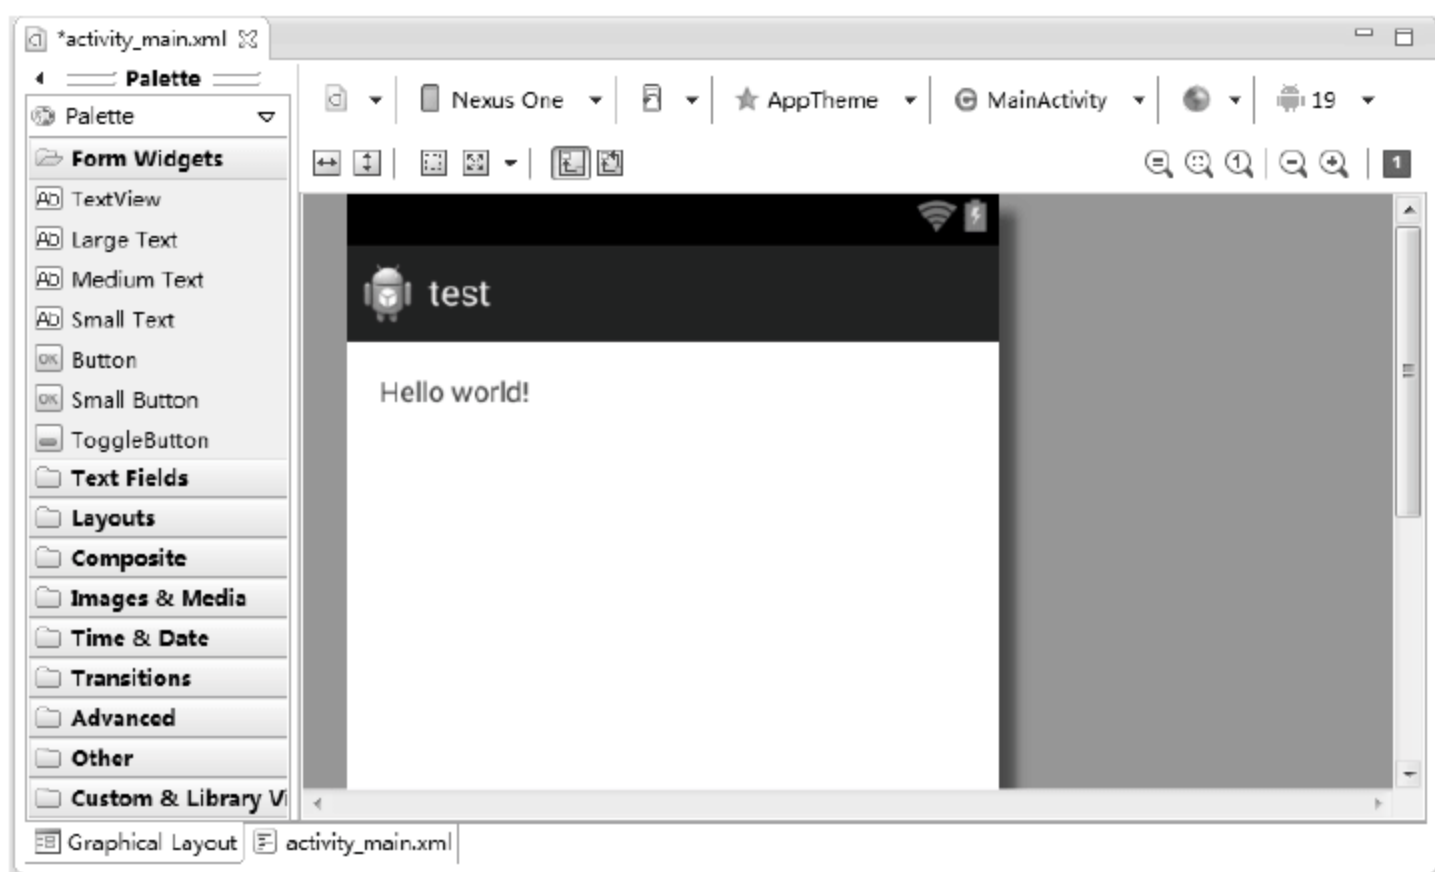 *activity_main.xml
Palette
Palette
Form Widgets
TextView
Large Text
Medium Text
Small Text
Button
Small Button
ToggleButton
Text Fields
Layouts
Composite
Images & Media
Time & Date
Transitions
Advanced
Other
Custom & Library Vi
Nexus One
AppTheme
MainActivity
19
1
test
Hello world!
Graphical Layout
activity_main.xml